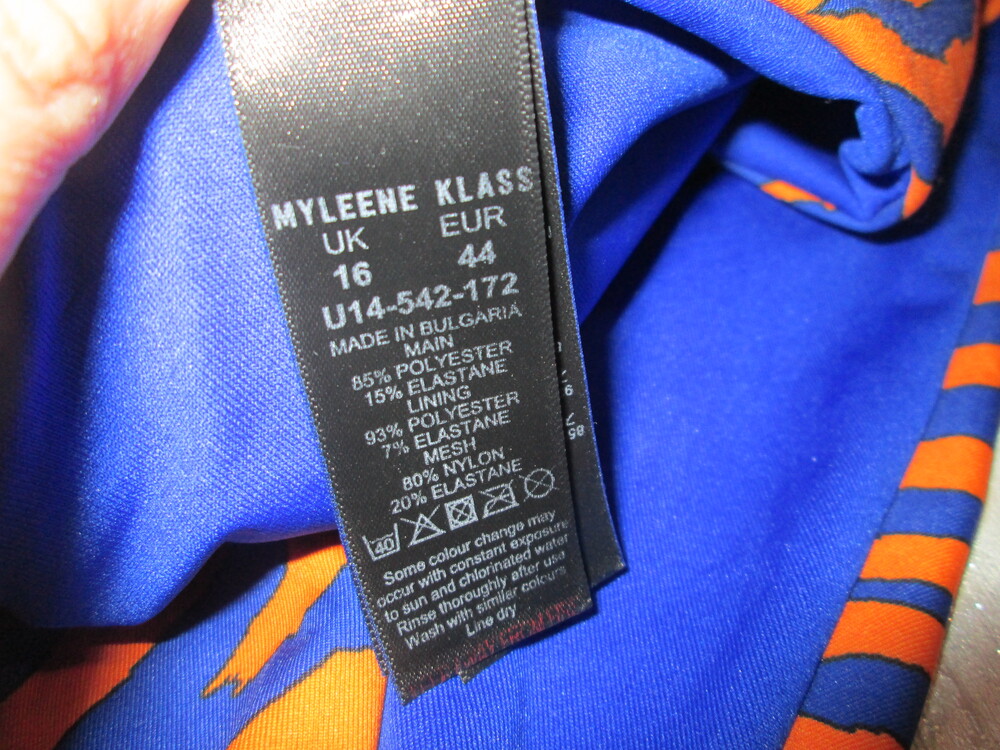 MYLEENE KLASS
UK EUR
16 44
U14-542-172
MADE IN BULGARIA
MAIN
85% POLYESTER
15% ELASTANE
LINING
93% POLYESTER
7% ELASTANE
MESH
80% NYLON
20% ELASTANE
40
Some colour change may
occur with constant exposure
to sun and chlorinated water
Rinse thoroughly after use
Wash with similer colours
Line dry